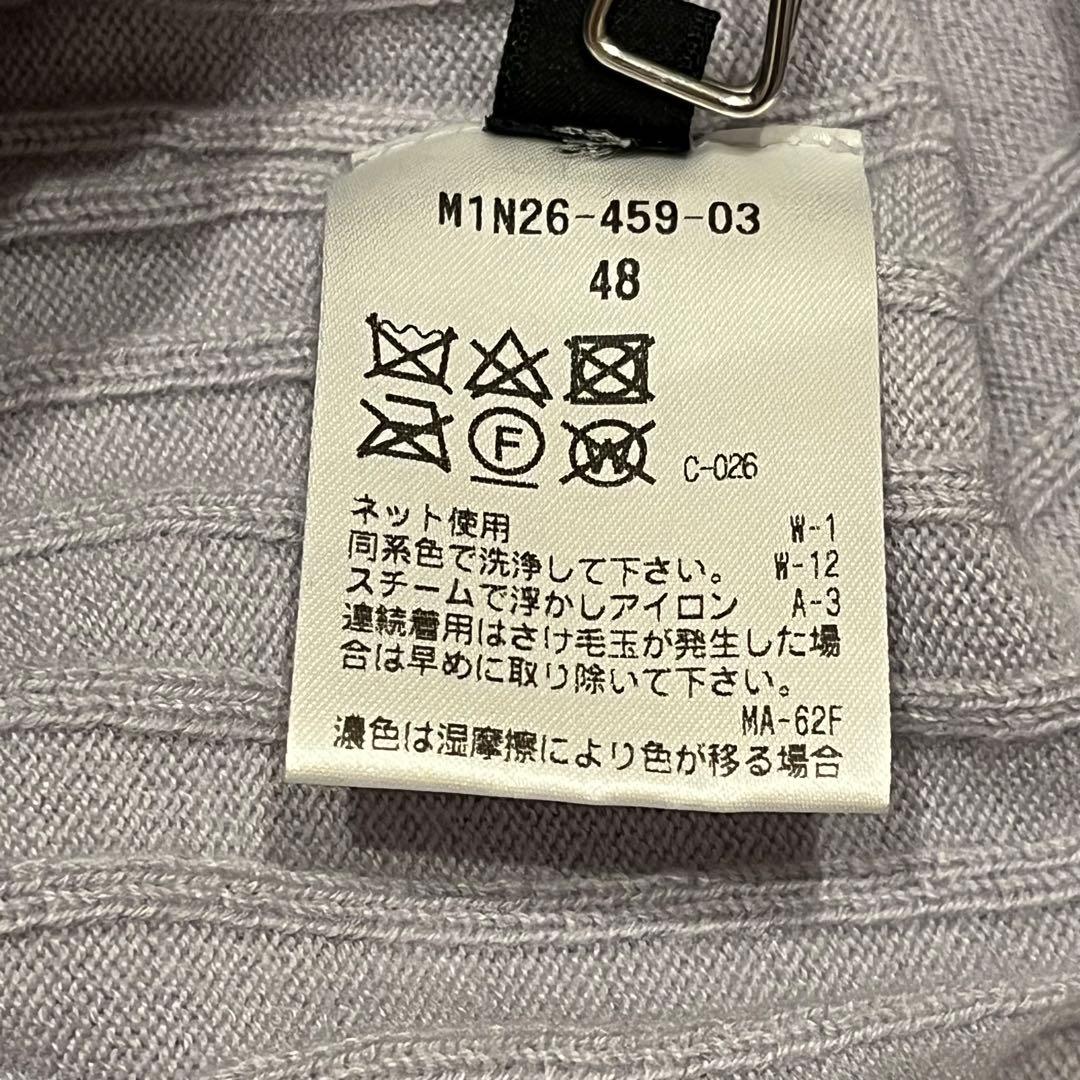 M1N26-459-03
48
F
W
C-026
ネット使用 W-1
同系色で洗浄して下さい。 W-12
スチームで浮かしアイロン A-3
連続着用はさけ毛玉が発生した場
合は早めに取り除いて下さい。
MA-62F
濃色は湿摩擦により色が移る場合